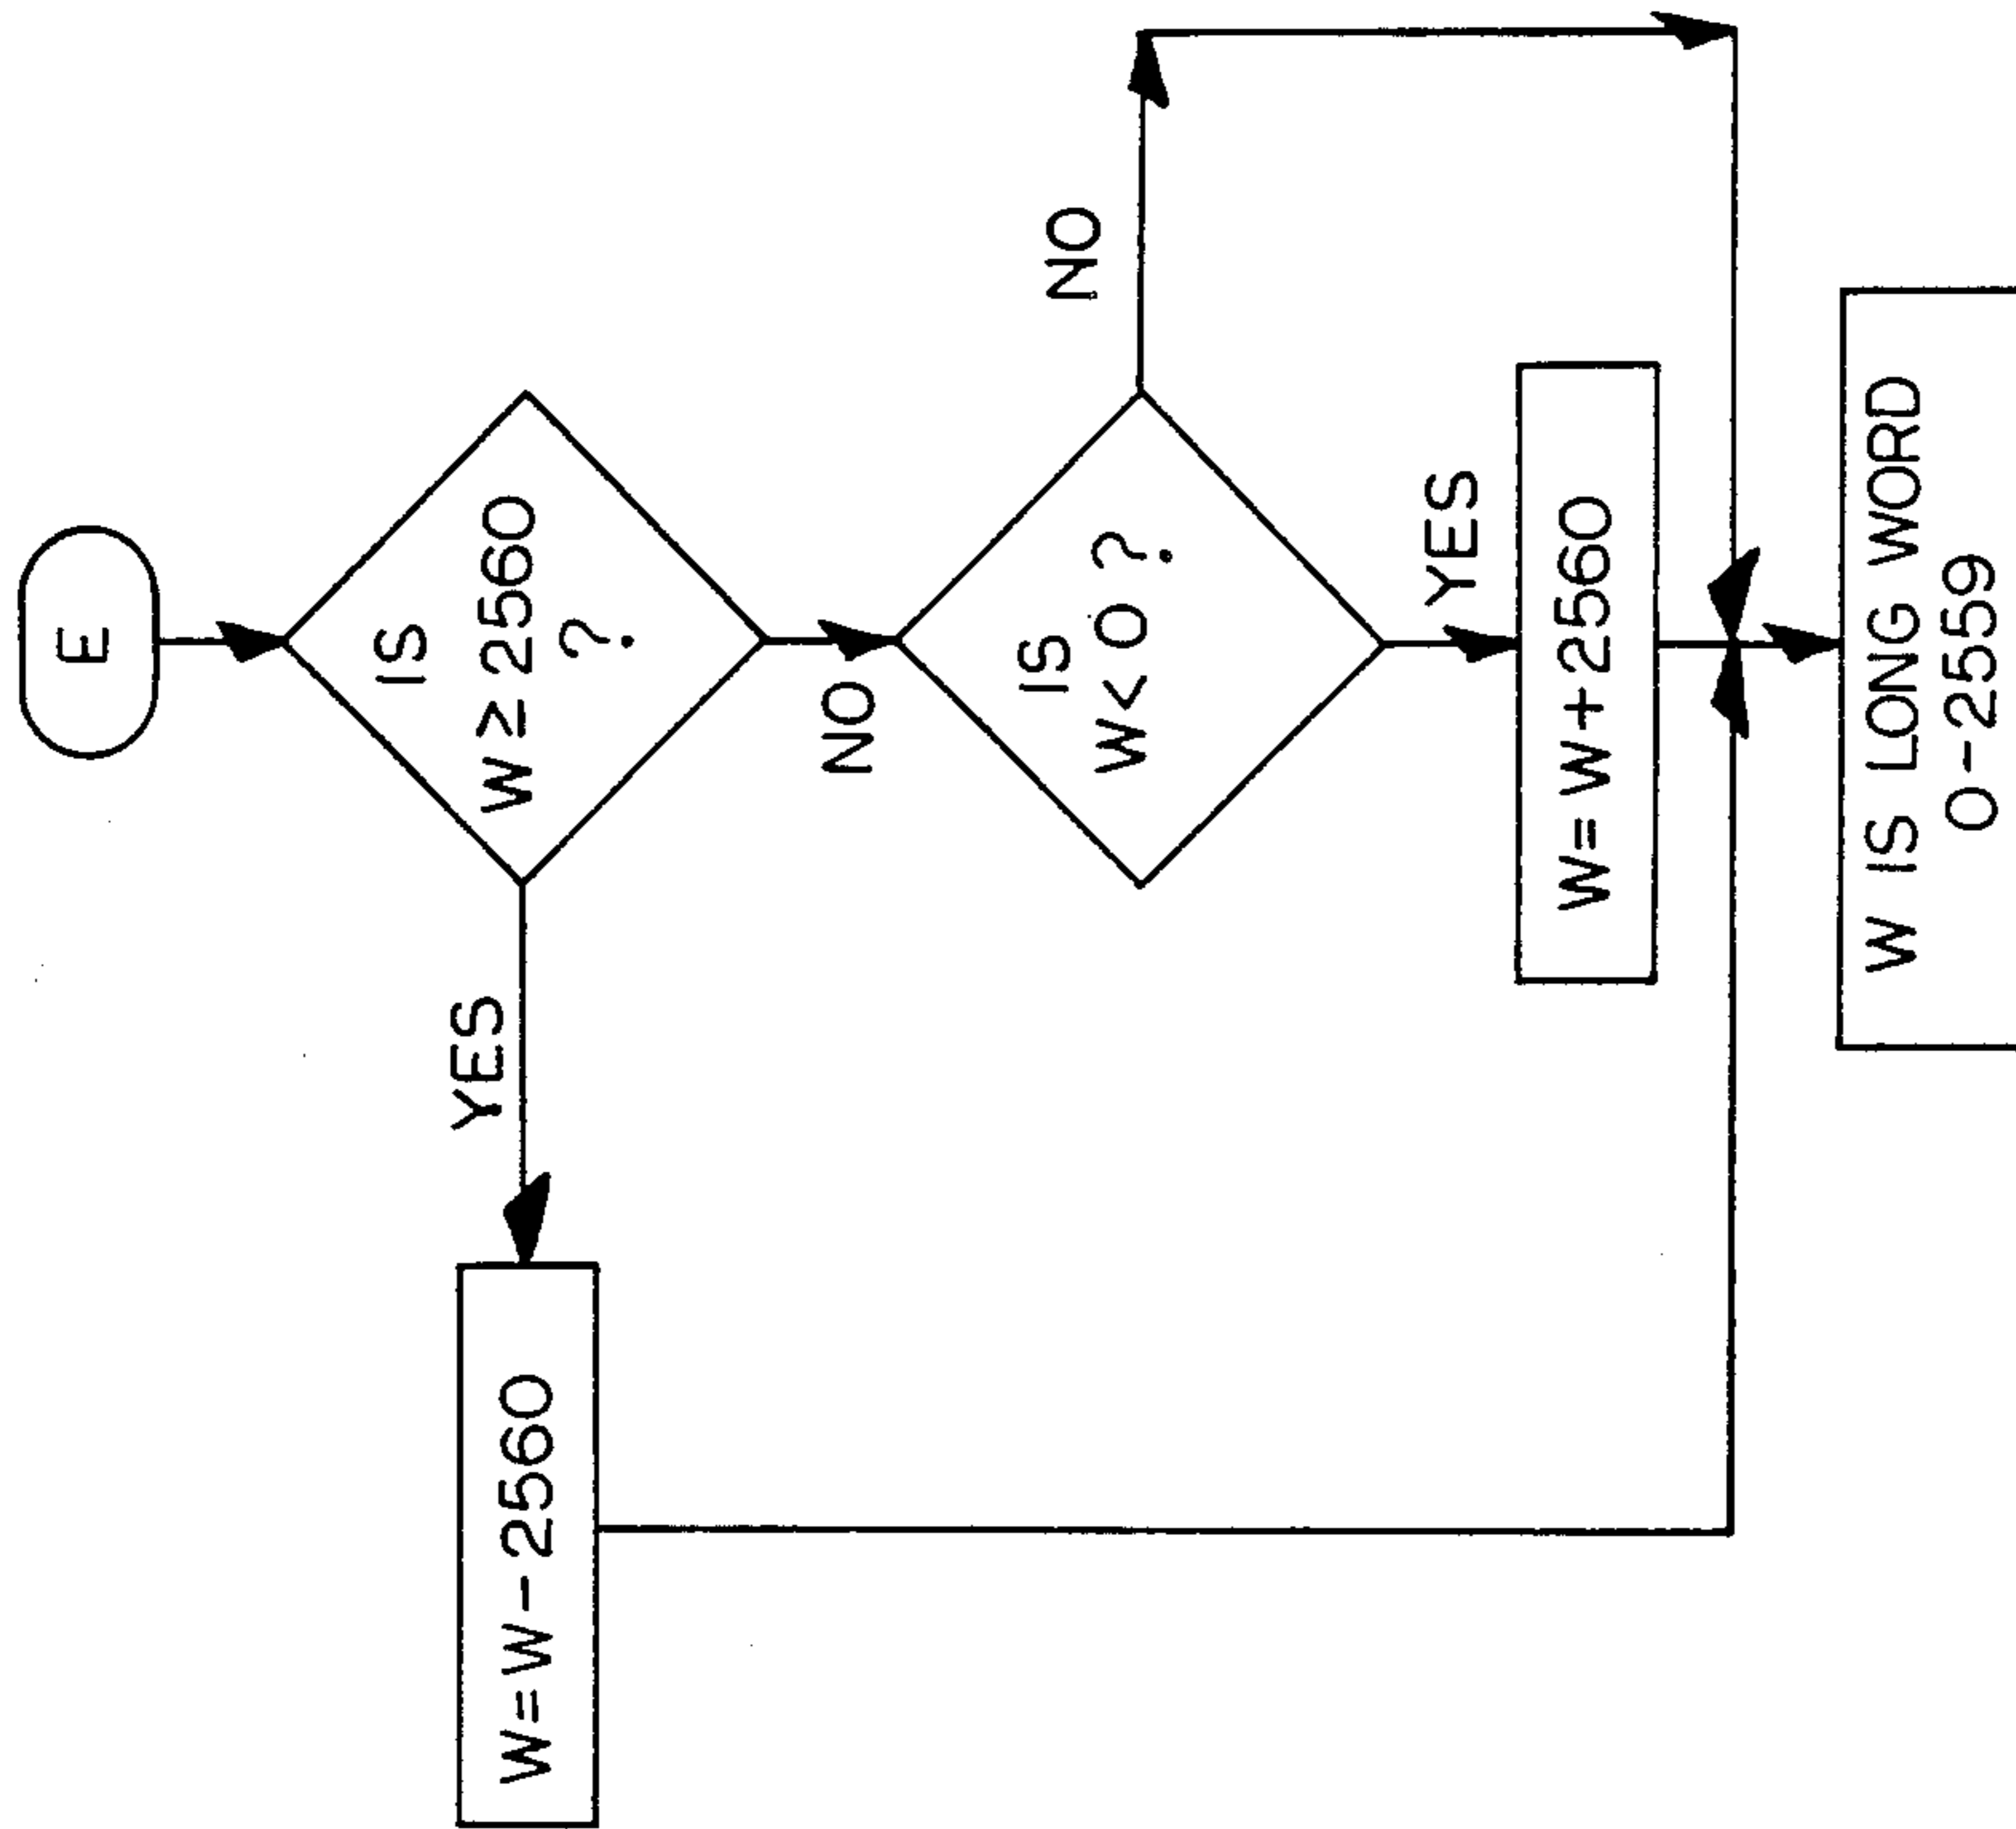 E
IS
W ≥ 2560
?
YES
W = W - 2560
NO
IS
W < 0 ?
NO
YES
W = W + 2560
W IS LONG WORD
0 - 2559